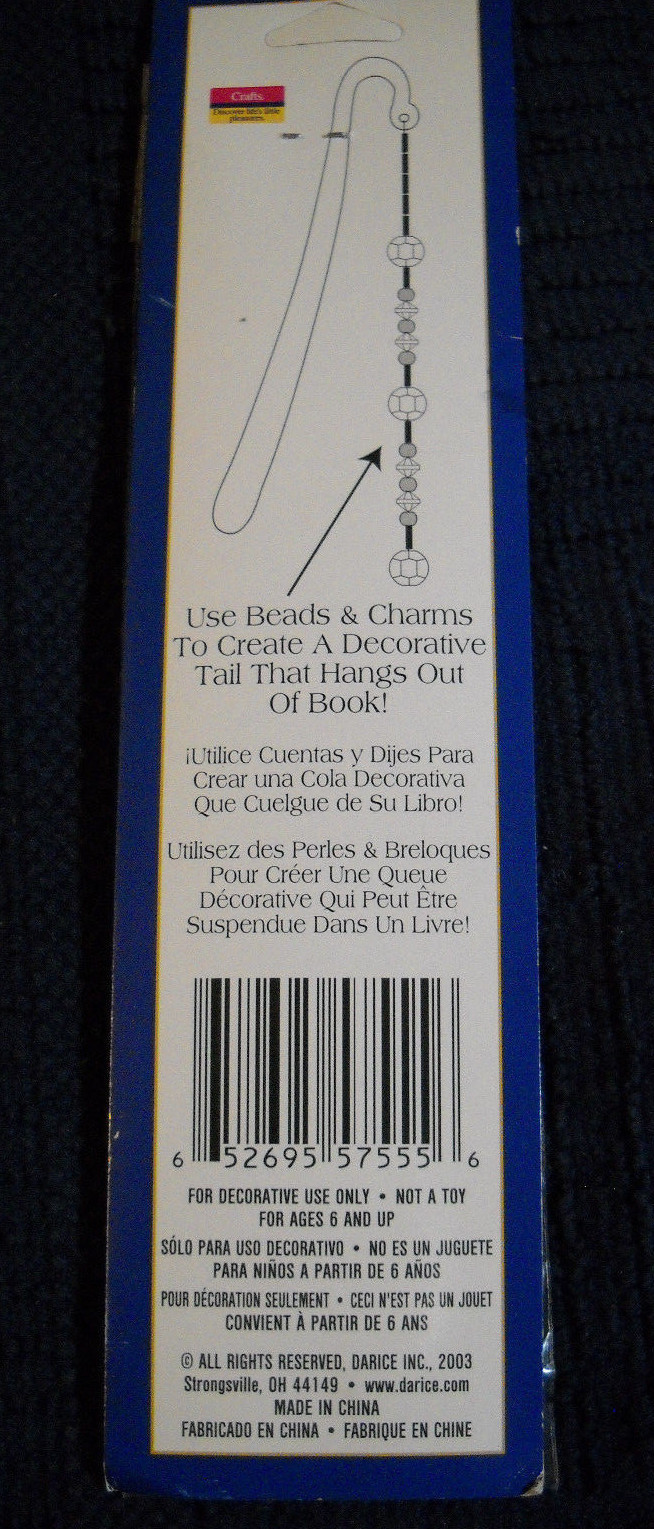 Crafts.
Discover life's little
pleasures.
Use Beads & Charms
To Create A Decorative
Tail That Hangs Out
Of Book!
¡Utilice Cuentas y Dijes Para
Crear una Cola Decorativa
Que Cuelgue de Su Libro!
Utilisez des Perles & Breloques
Pour Créer Une Queue
Décorative Qui Peut Être
Suspendue Dans Un Livre!
6 52695 57555 6
FOR DECORATIVE USE ONLY • NOT A TOY
FOR AGES 6 AND UP
SÓLO PARA USO DECORATIVO • NO ES UN JUGUETE
PARA NIÑOS A PARTIR DE 6 AÑOS
POUR DÉCORATION SEULEMENT • CECI N'EST PAS UN JOUET
CONVIENT À PARTIR DE 6 ANS
© ALL RIGHTS RESERVED, DARICE INC., 2003
Strongsville, OH 44149 • www.darice.com
MADE IN CHINA
FABRICADO EN CHINA • FABRIQUE EN CHINE